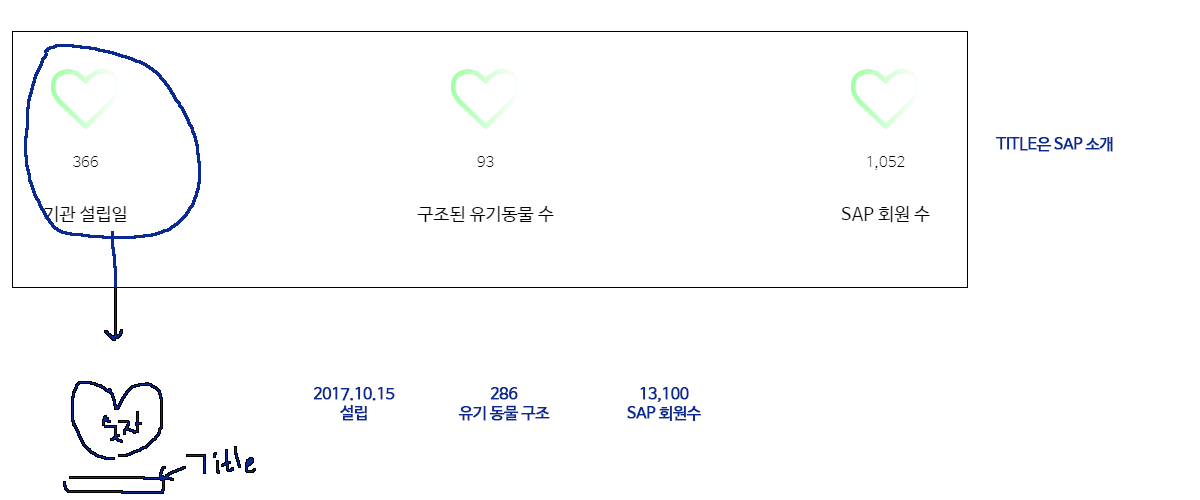 366
93
1,052
기관 설립일
구조된 유기동물 수
SAP 회원 수
TITLE은 SAP 소개
숫자
Title
2017.10.15
설립
286
유기 동물 구조
13,100
SAP 회원수